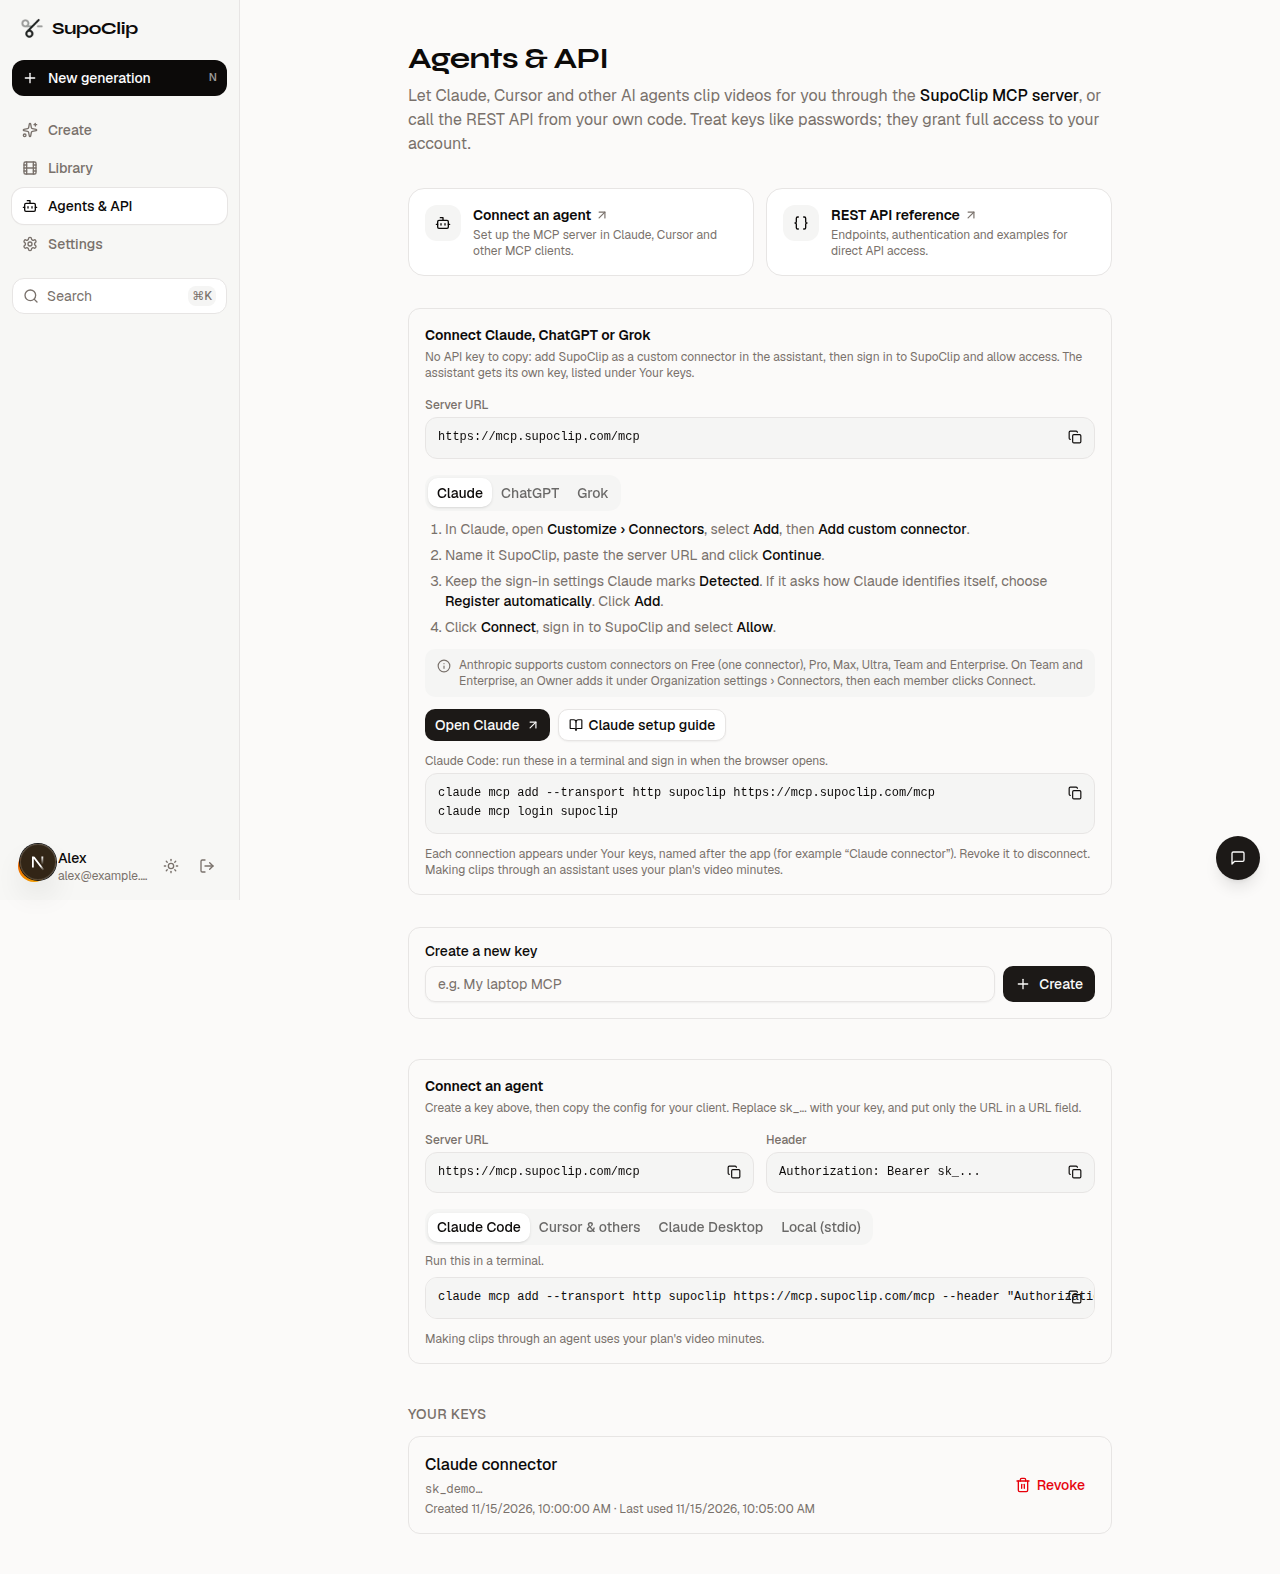 SupoClip
New generation N
Create
Library
Agents & API
Settings
Search ⌘K
Agents & API
Let Claude, Cursor and other AI agents clip videos for you through the SupoClip MCP server, or
call the REST API from your own code. Treat keys like passwords; they grant full access to your
account.
Connect an agent
Set up the MCP server in Claude, Cursor and
other MCP clients.
REST API reference
Endpoints, authentication and examples for
direct API access.
Connect Claude, ChatGPT or Grok
No API key to copy: add SupoClip as a custom connector in the assistant, then sign in to SupoClip and allow access. The
assistant gets its own key, listed under Your keys.
Server URL
https://mcp.supoclip.com/mcp
Claude ChatGPT Grok
1. In Claude, open Customize › Connectors, select Add, then Add custom connector.
2. Name it SupoClip, paste the server URL and click Continue.
3. Keep the sign-in settings Claude marks Detected. If it asks how Claude identifies itself, choose
Register automatically. Click Add.
4. Click Connect, sign in to SupoClip and select Allow.
Anthropic supports custom connectors on Free (one connector), Pro, Max, Ultra, Team and Enterprise. On Team and
Enterprise, an Owner adds it under Organization settings › Connectors, then each member clicks Connect.
Open Claude
Claude setup guide
Claude Code: run these in a terminal and sign in when the browser opens.
claude mcp add --transport http supoclip https://mcp.supoclip.com/mcp
claude mcp login supoclip
Each connection appears under Your keys, named after the app (for example “Claude connector”). Revoke it to disconnect.
Making clips through an assistant uses your plan's video minutes.
N
Alex
alex@example.…
Create a new key
e.g. My laptop MCP
Create
Connect an agent
Create a key above, then copy the config for your client. Replace sk_… with your key, and put only the URL in a URL field.
Server URL
https://mcp.supoclip.com/mcp
Header
Authorization: Bearer sk_...
Claude Code Cursor & others Claude Desktop Local (stdio)
Run this in a terminal.
claude mcp add --transport http supoclip https://mcp.supoclip.com/mcp --header "Authorizati
Making clips through an agent uses your plan's video minutes.
YOUR KEYS
Claude connector
sk_demo…
Created 11/15/2026, 10:00:00 AM · Last used 11/15/2026, 10:05:00 AM
Revoke